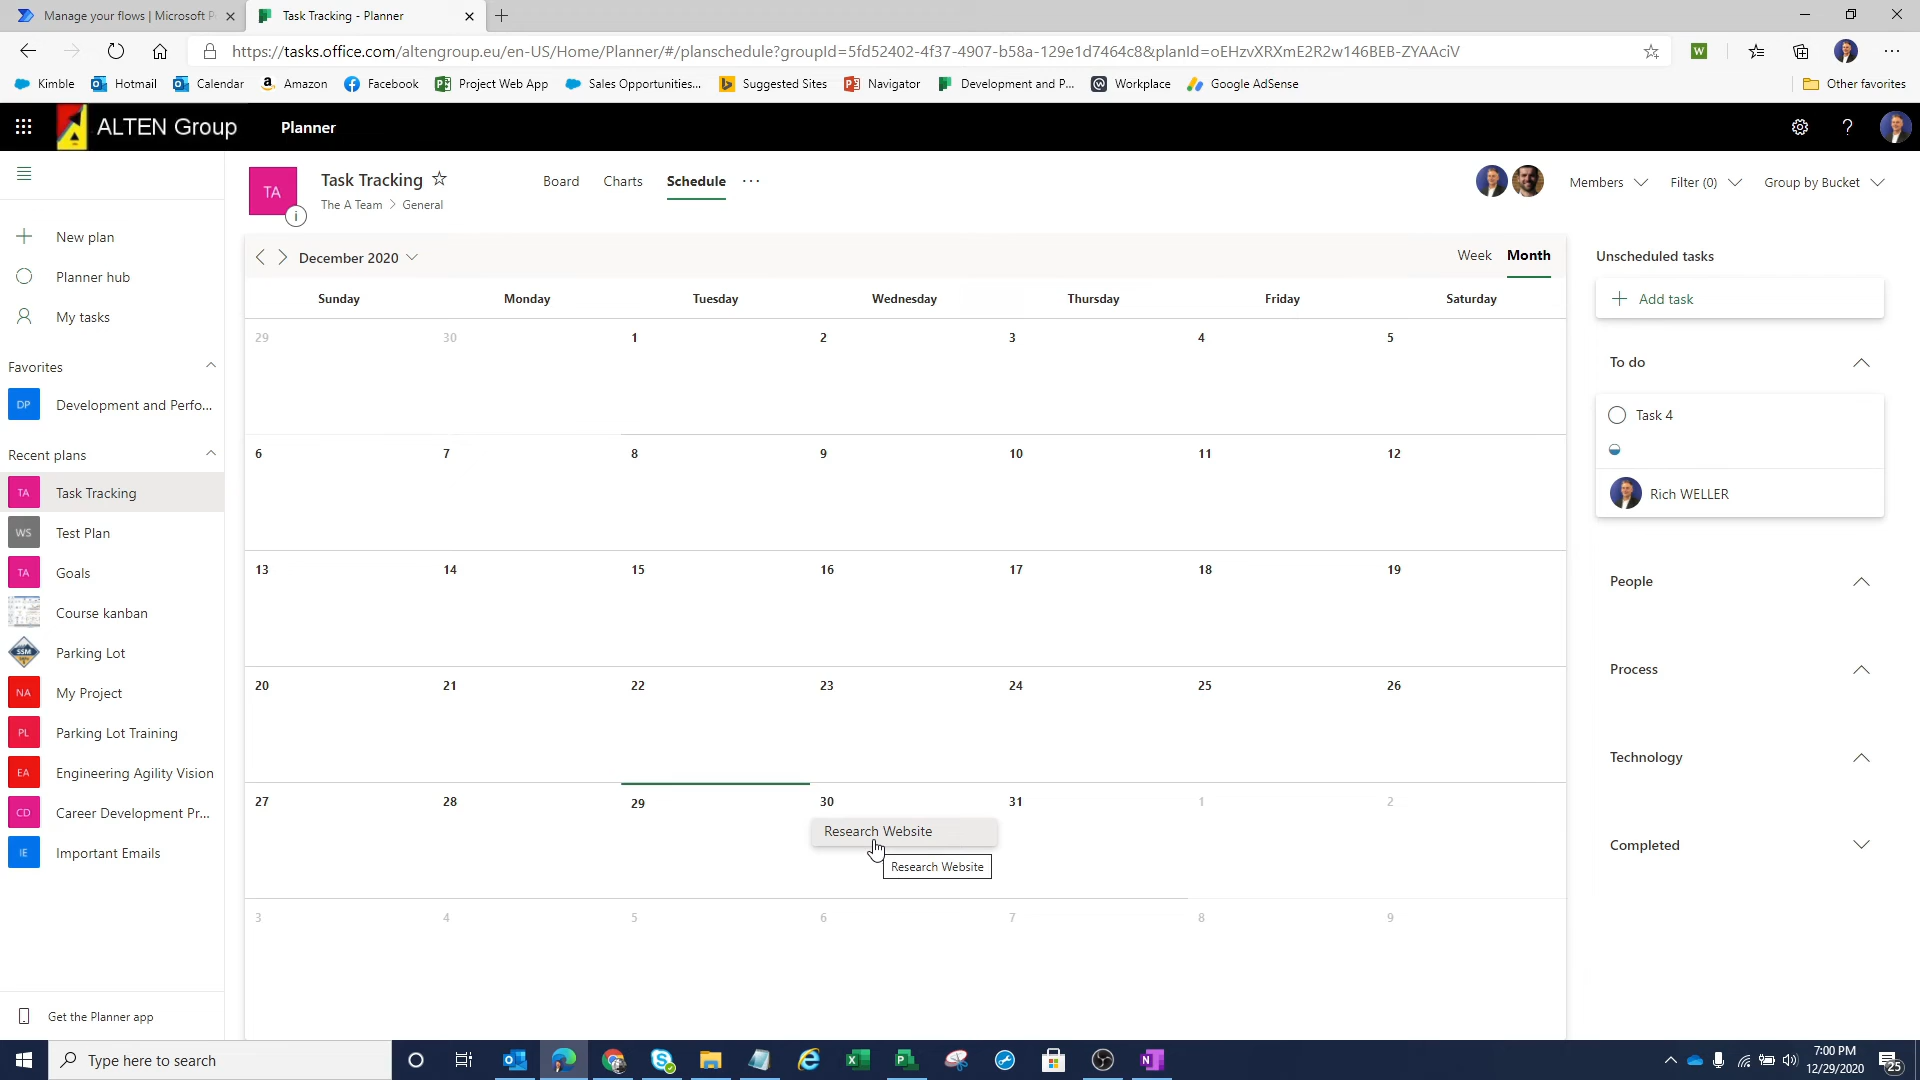 Manage your flows | Microsoft P
Task Tracking - Planner
https://tasks.office.com/altengroup.eu/en-US/Home/Planner/#/planschedule?groupId=5fd52402-4f37-4907-b58a-129e1d7464c8&planId=oEHzvXRXmE2R2w146BEB-ZYAAciV
Kimble
Hotmail
Calendar
Amazon
Facebook
Project Web App
Sales Opportunities...
Suggested Sites
Navigator
Development and P...
Workplace
Google AdSense
Other favorites
ALTEN Group
Planner
TA
Task Tracking
The A Team > General
Board
Charts
Schedule
Members
Filter (0)
Group by Bucket
New plan
Planner hub
My tasks
Favorites
DP
Development and Perfo...
Recent plans
TA
Task Tracking
WS
Test Plan
TA
Goals
Course kanban
SSM
Parking Lot
NA
My Project
PL
Parking Lot Training
EA
Engineering Agility Vision
CD
Career Development Pr...
IE
Important Emails
Get the Planner app
December 2020
Week
Month
Sunday Monday Tuesday Wednesday Thursday Friday Saturday
29 30 1 2 3 4 5
6 7 8 9 10 11 12
13 14 15 16 17 18 19
20 21 22 23 24 25 26
27 28 29 30 31 1 2
Research Website
Research Website
3 4 5 6 7 8 9
Unscheduled tasks
Add task
To do
Task 4
Rich WELLER
People
Process
Technology
Completed
Type here to search
7:00 PM
12/29/2020
25